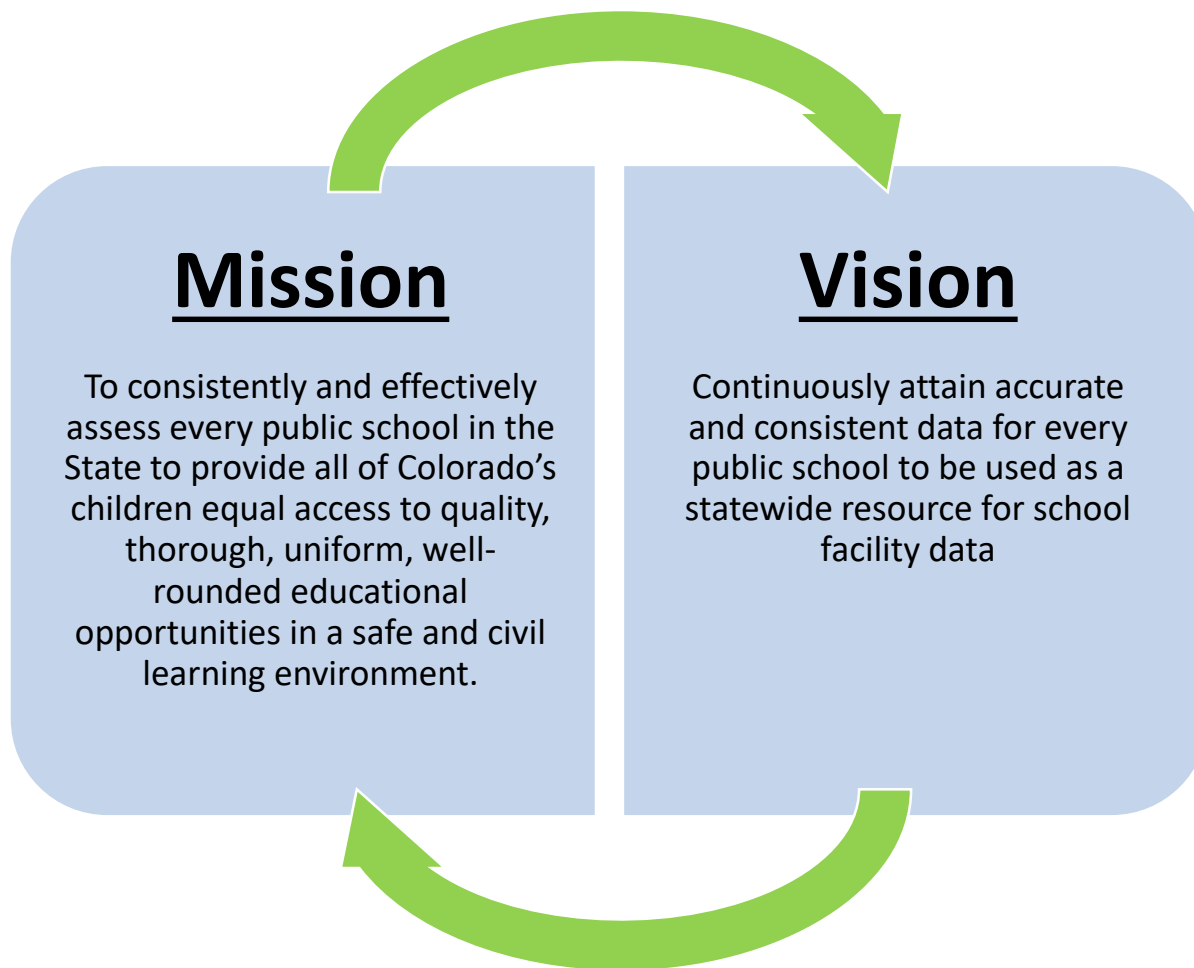 Mission
To consistently and effectively
assess every public school in the
State to provide all of Colorado’s
children equal access to quality,
thorough, uniform, well-
rounded educational
opportunities in a safe and civil
learning environment.
Vision
Continuously attain accurate
and consistent data for every
public school to be used as a
statewide resource for school
facility data